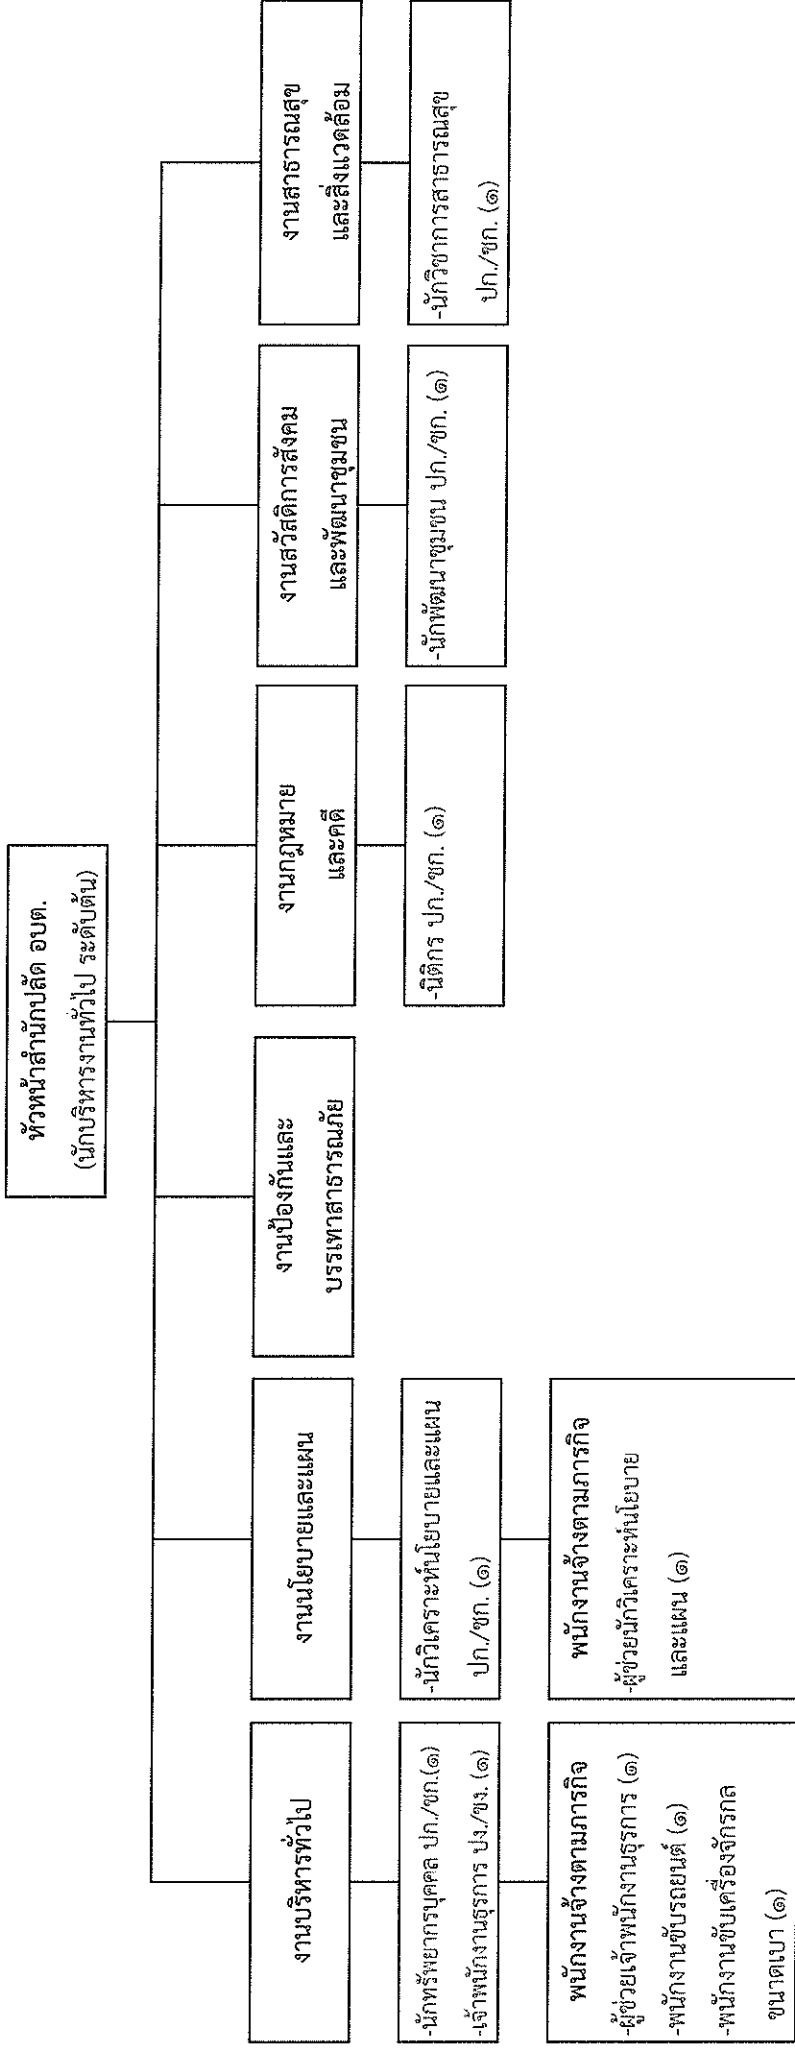 หัวหน้าสำนักปลัด อบต.
(นักบริหารงานทั่วไป ระดับต้น)
งานบริหารทั่วไป
-นักทรัพยากรบุคคล ปก./ชก.(๑)
-เจ้าพนักงานธุรการ ปง./ชง. (๑)
พนักงานจ้างตามภารกิจ
-ผู้ช่วยเจ้าพนักงานธุรการ (๑)
-พนักงานขับรถยนต์ (๑)
-พนักงานขับเครื่องจักรกล
ขนาดเบา (๑)
งานนโยบายและแผน
-นักวิเคราะห์นโยบายและแผน
ปก./ชก. (๑)
พนักงานจ้างตามภารกิจ
-ผู้ช่วยนักวิเคราะห์นโยบาย
และแผน (๑)
งานป้องกันและ
บรรเทาสาธารณภัย
งานกฎหมาย
และคดี
-นิติกร ปก./ชก. (๑)
งานสวัสดิการสังคม
และพัฒนาชุมชน
-นักพัฒนาชุมชน ปก./ชก. (๑)
งานสาธารณสุข
และสิ่งแวดล้อม
-นักวิชาการสาธารณสุข
ปก./ชก. (๑)